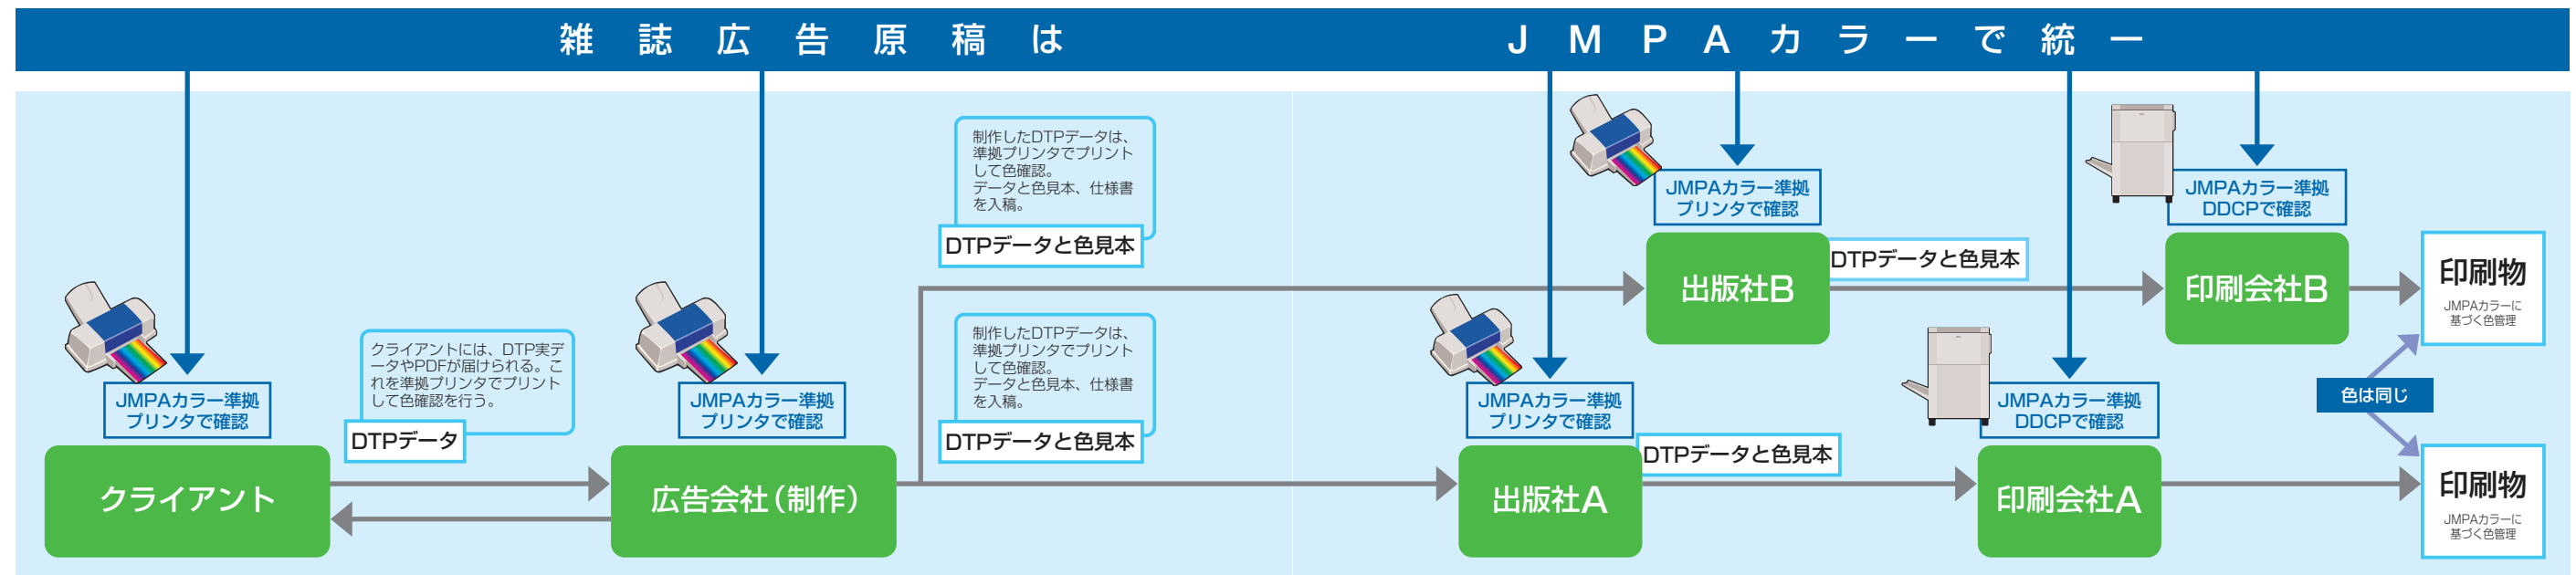 雑誌広告原稿は
JMPAカラーで統一
JMPAカラー準拠
プリンタで確認
クライアントには、DTP実デ
ータやPDFが届けられる。こ
れを準拠プリンタでプリント
して色確認を行う。
DTPデータ
クライアント
JMPAカラー準拠
プリンタで確認
広告会社（制作）
制作したDTPデータは、
準拠プリンタでプリント
して色確認。
データと色見本、仕様書
を入稿。
DTPデータと色見本
制作したDTPデータは、
準拠プリンタでプリント
して色確認。
データと色見本、仕様書
を入稿。
DTPデータと色見本
JMPAカラー準拠
プリンタで確認
出版社B
DTPデータと色見本
JMPAカラー準拠
DDCPで確認
印刷会社B
印刷物
JMPAカラーに
基づく色管理
JMPAカラー準拠
プリンタで確認
出版社A
DTPデータと色見本
JMPAカラー準拠
DDCPで確認
印刷会社A
色は同じ
印刷物
JMPAカラーに
基づく色管理